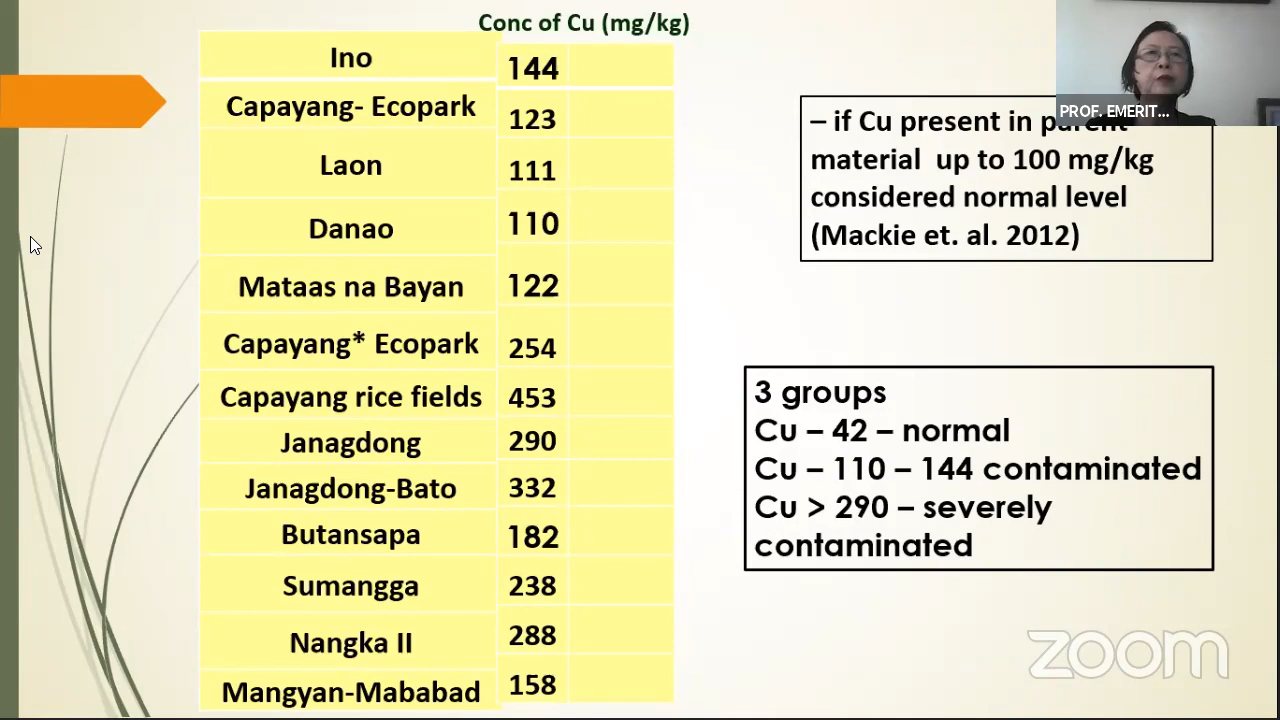 Conc of Cu (mg/kg)
Ino 144
Capayang- Ecopark 123
Laon 111
Danao 110
Mataas na Bayan 122
Capayang* Ecopark 254
Capayang rice fields 453
Janagdong 290
Janagdong-Bato 332
Butansapa 182
Sumangga 238
Nangka II 288
Mangyan-Mababad 158
PROF. EMERIT...
– if Cu present in parent
material up to 100 mg/kg
considered normal level
(Mackie et. al. 2012)
3 groups
Cu – 42 – normal
Cu – 110 – 144 contaminated
Cu > 290 – severely
contaminated
zoom